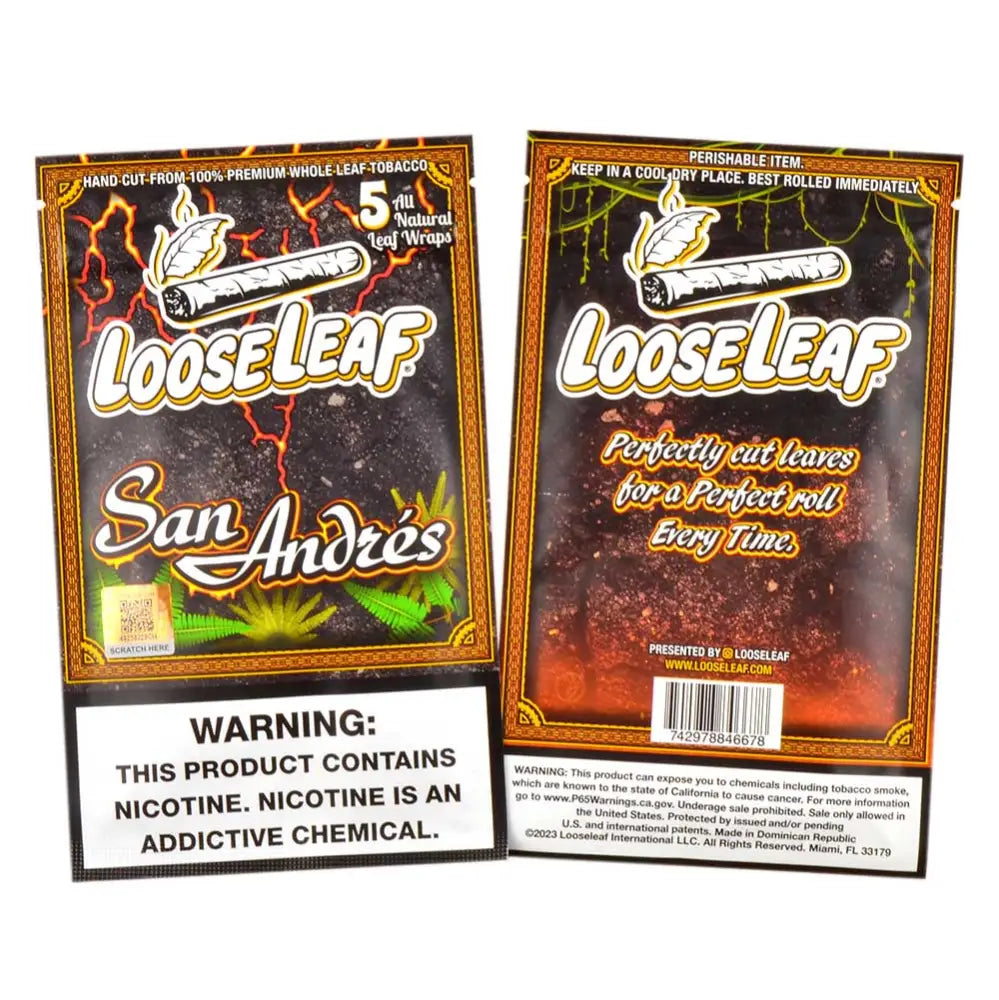 HAND-CUT FROM 100% PREMIUM WHOLE LEAF TOBACCO
5 All
Natural
Leaf Wraps
LOOSELEAF®
San Andrés
SCRATCH HERE
WARNING:
THIS PRODUCT CONTAINS
NICOTINE. NICOTINE IS AN
ADDICTIVE CHEMICAL.
PERISHABLE ITEM.
KEEP IN A COOL DRY PLACE. BEST ROLLED IMMEDIATELY
LOOSELEAF®
Perfectly cut leaves
for a Perfect roll
Every Time.
PRESENTED BY LOOSELEAF
WWW.LOOSELEAF.COM
742978846678
WARNING: This product can expose you to chemicals including tobacco smoke,
which are known to the state of California to cause cancer. For more information
go to www.P65Warnings.ca.gov. Underage sale prohibited. Sale only allowed in
the United States. Protected by issued and/or pending
U.S. and international patents. Made in Dominican Republic
©2023 Looseleaf International LLC. All Rights Reserved. Miami, FL 33179